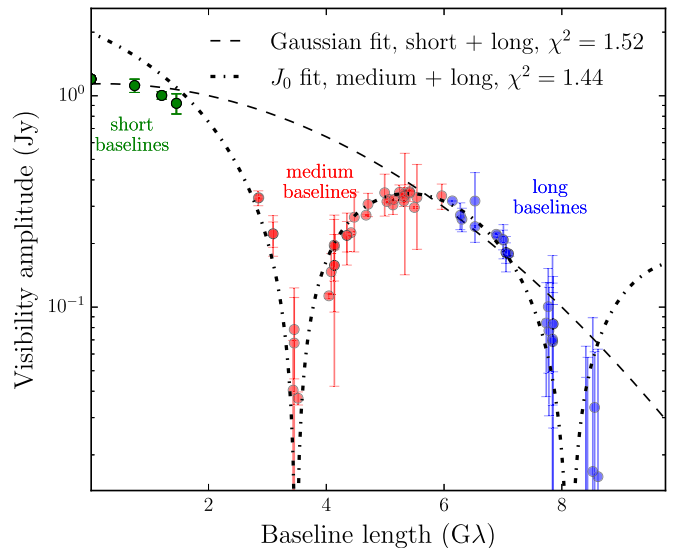 Gaussian fit, short + long, χ² = 1.52
J₀ fit, medium + long, χ² = 1.44
10⁰
short
baselines
medium
baselines
long
baselines
10⁻¹
Visibility amplitude (Jy)
2
4
6
8
Baseline length (Gλ)